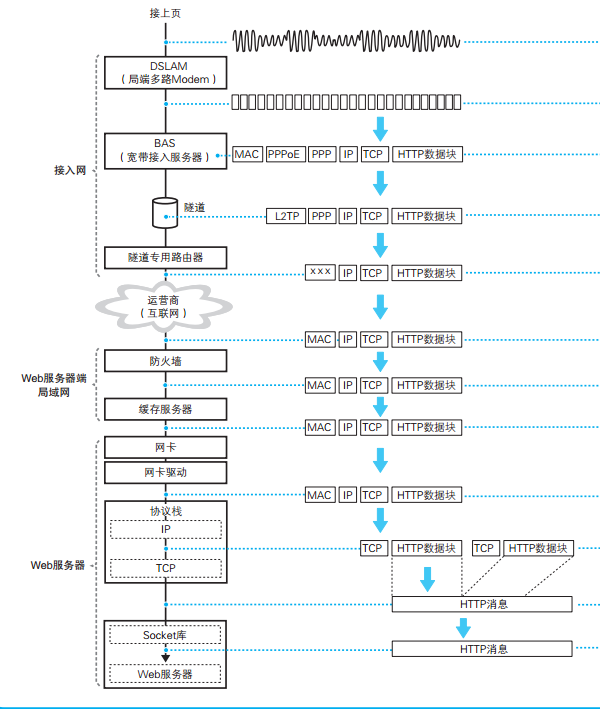 接上页
DSLAM
（局端多路Modem）
BAS
（宽带接入服务器）
MAC PPPoE PPP IP TCP HTTP数据块
接入网
隧道
L2TP PPP IP TCP HTTP数据块
隧道专用路由器
xxx IP TCP HTTP数据块
运营商
（互联网）
MAC IP TCP HTTP数据块
防火墙
Web服务器端
局域网
MAC IP TCP HTTP数据块
缓存服务器
MAC IP TCP HTTP数据块
网卡
网卡驱动
MAC IP TCP HTTP数据块
协议栈
IP
TCP HTTP数据块 TCP HTTP数据块
Web服务器
TCP
HTTP消息
Socket库
HTTP消息
Web服务器